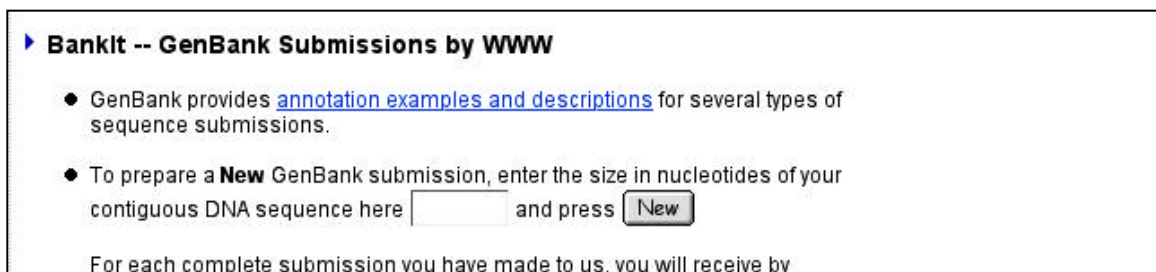 BankIt -- GenBank Submissions by WWW
GenBank provides annotation examples and descriptions for several types of
sequence submissions.
To prepare a New GenBank submission, enter the size in nucleotides of your
contiguous DNA sequence here and press New
For each complete submission you have made to us, you will receive by